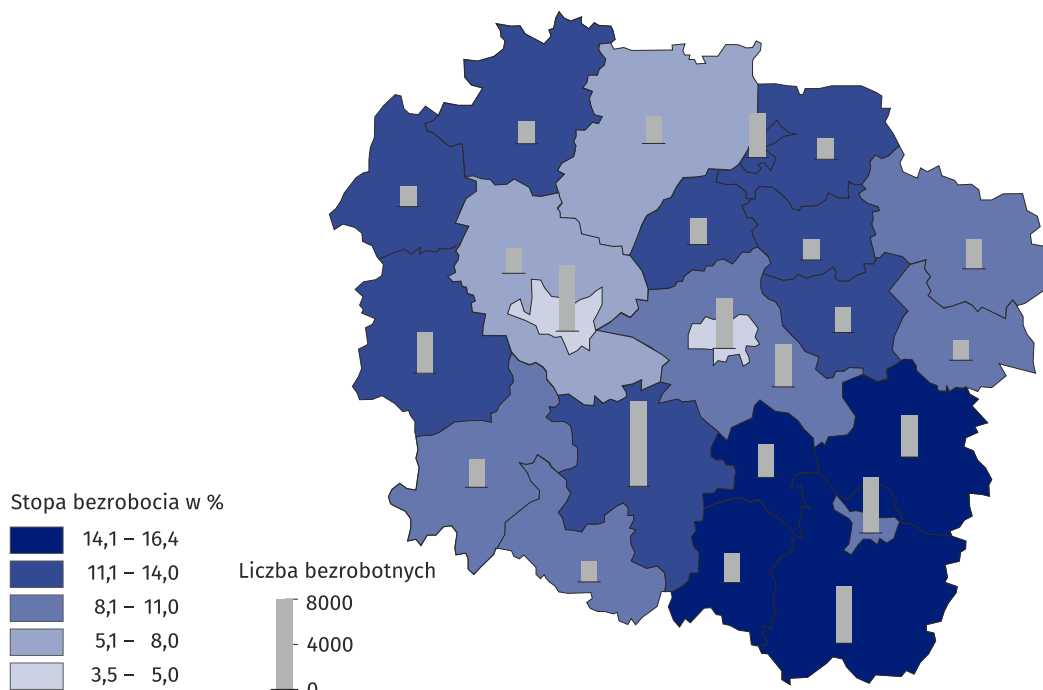 Stopa bezrobocia w %
14,1 – 16,4
11,1 – 14,0
8,1 – 11,0
5,1 – 8,0
3,5 – 5,0
Liczba bezrobotnych
8000
4000
0